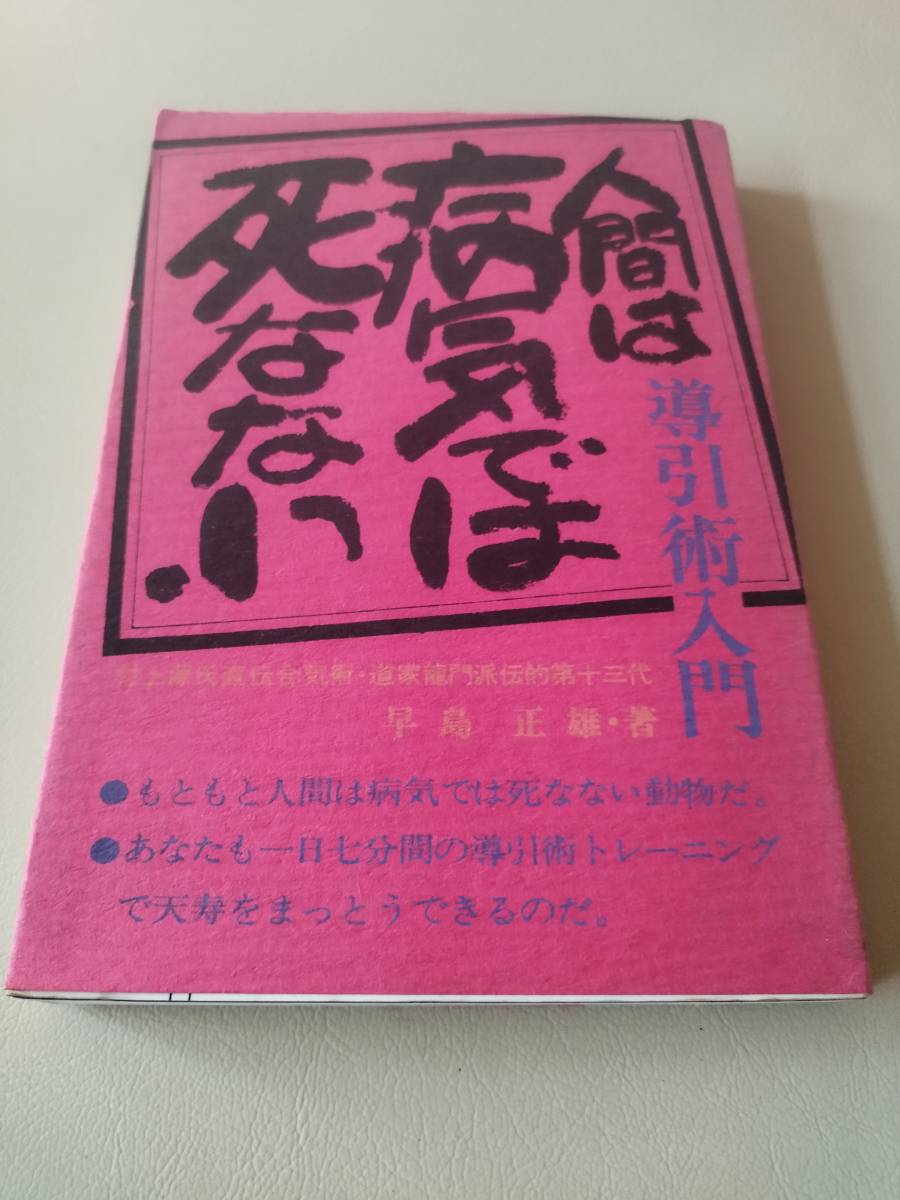 人間は
病気では
死なない
導引術入門
村上源氏直伝合気術・道家龍門派伝的第十三代
早島 正雄・著
●もともと人間は病気では死なない動物だ。
●あなたも一日七分間の導引術トレーニング
で天寿をまっとうできるのだ。